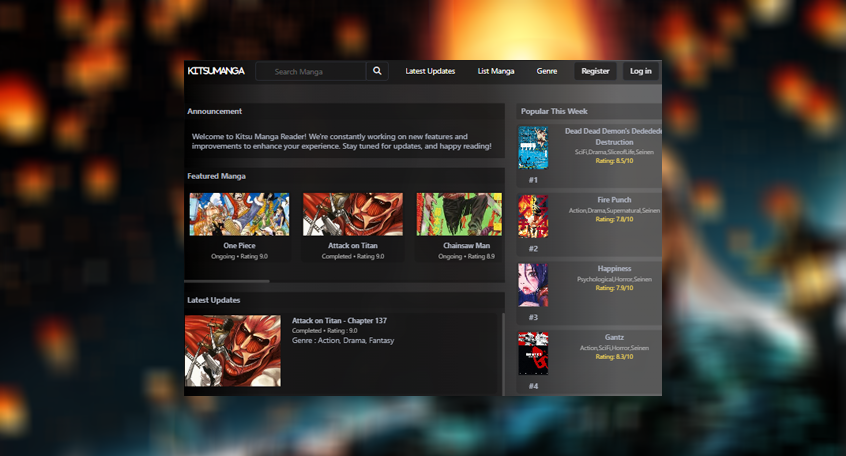 KITSUMANGA
Search Manga
Latest Updates
List Manga
Genre
Register
Log in
Announcement
Welcome to Kitsu Manga Reader! We're constantly working on new features and
improvements to enhance your experience. Stay tuned for updates, and happy reading!
Featured Manga
One Piece
Ongoing • Rating 9.0
Attack on Titan
Completed • Rating 9.0
Chainsaw Man
Ongoing • Rating 8.9
Latest Updates
Attack on Titan - Chapter 137
Completed • Rating : 9.0
Genre : Action, Drama, Fantasy
Popular This Week
Dead Dead Demon's Dededede
Destruction
SciFi,Drama,SliceofLife,Seinen
Rating: 8.5/10
#1
Fire Punch
Action,Drama,Supernatural,Seinen
Rating: 7.8/10
#2
Happiness
Psychological,Horror,Seinen
Rating: 7.9/10
#3
Gantz
Action,SciFi,Horror,Seinen
Rating: 8.3/10
#4